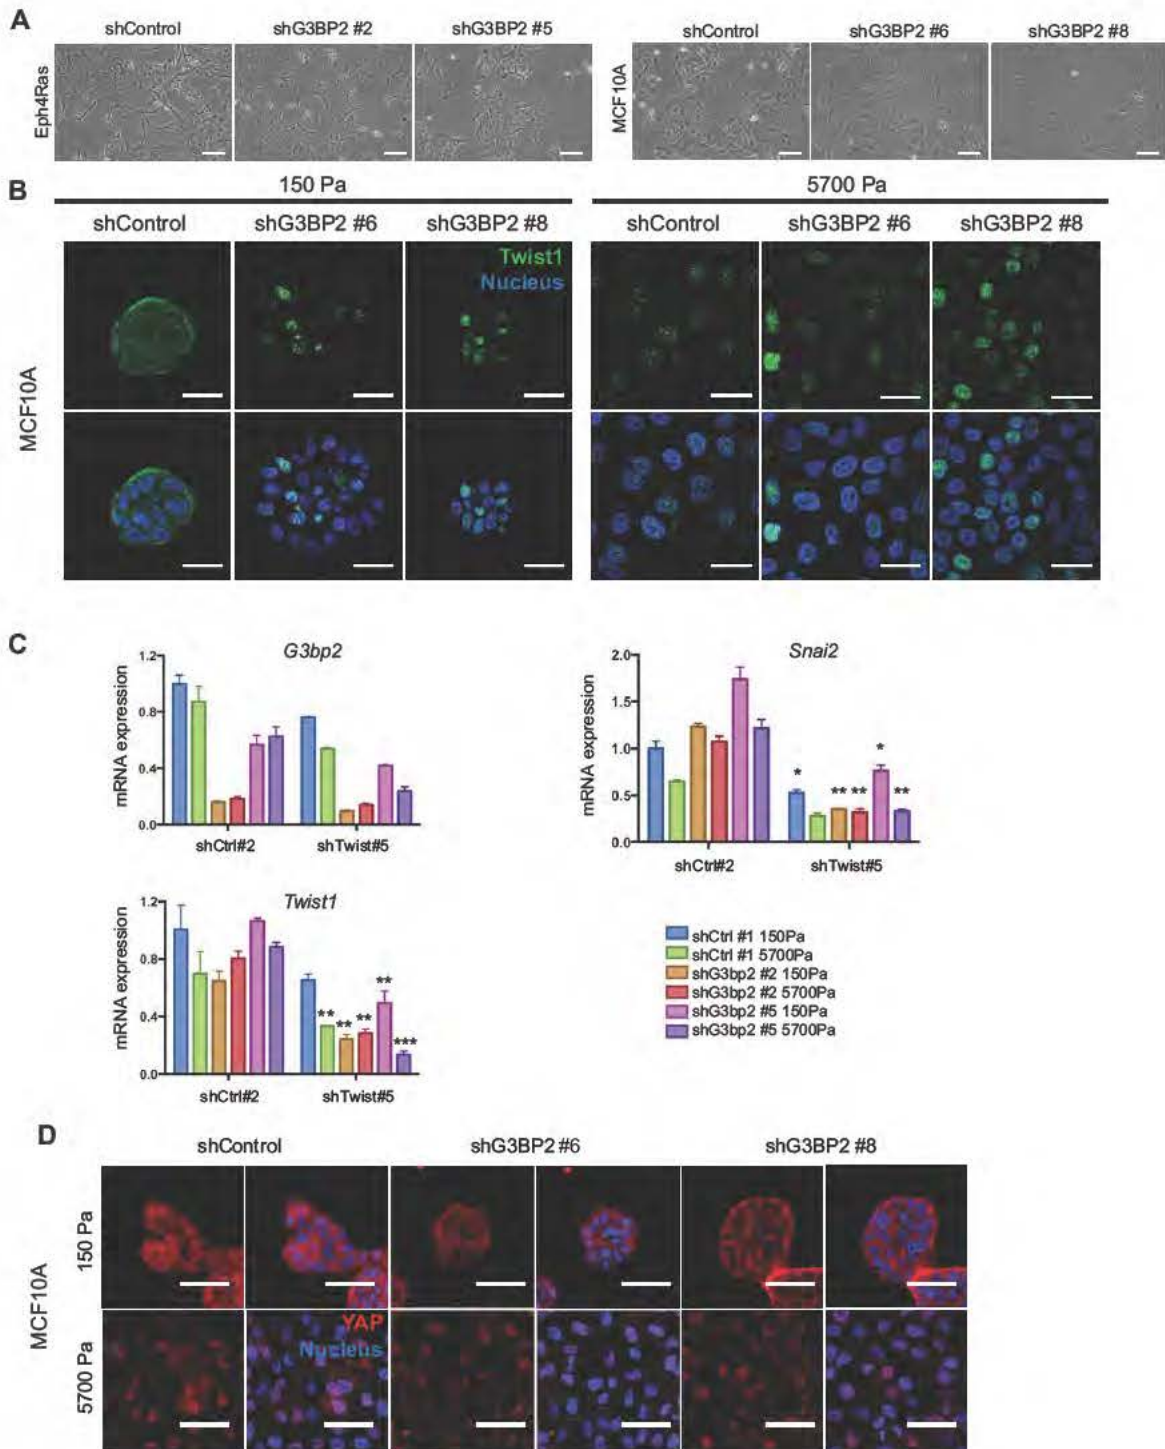 A
shControl shG3BP2 #2 shG3BP2 #5 shControl shG3BP2 #6 shG3BP2 #8
Eph4Ras
MCF10A
B
150 Pa 5700 Pa
shControl shG3BP2 #6 shG3BP2 #8 shControl shG3BP2 #6 shG3BP2 #8
Twist1
Nucleus
MCF10A
C
G3bp2
mRNA expression
1.2
0.8
0.4
0.0
shCtrl#2 shTwist#5
Snai2
mRNA expression
2.0
1.5
1.0
0.5
0.0
* ** ** * **
shCtrl#2 shTwist#5
Twist1
mRNA expression
1.2
0.8
0.4
0.0
** ** ** ** ***
shCtrl#2 shTwist#5
shCtrl #1 150Pa
shCtrl #1 5700Pa
shG3bp2 #2 150Pa
shG3bp2 #2 5700Pa
shG3bp2 #5 150Pa
shG3bp2 #5 5700Pa
D
shControl shG3BP2 #6 shG3BP2 #8
MCF10A
150 Pa
5700 Pa
YAP
Nucleus